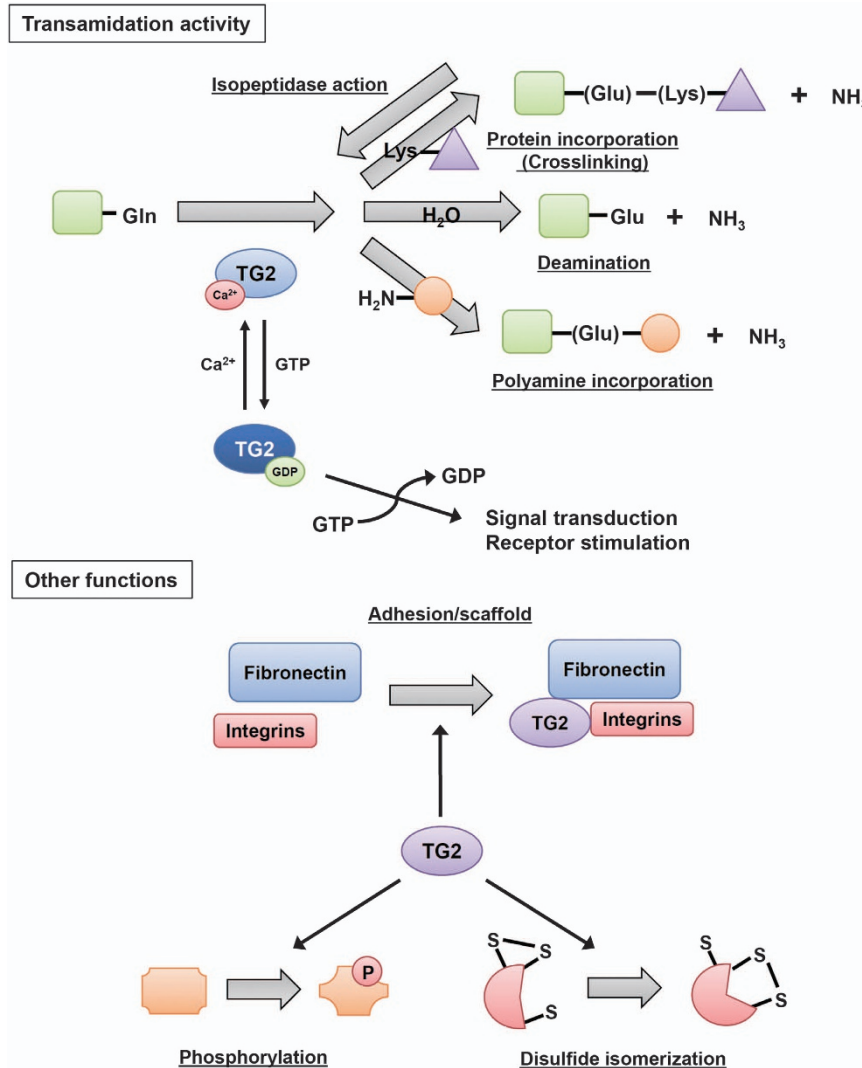 Transamidation activity
Isopeptidase action
(Glu)
(Lys)
+
NH
Lys
Protein incorporation
(Crosslinking)
Gln
H₂O
Glu
+
NH₃
Deamination
TG2
Ca²⁺
H₂N
(Glu)
+
NH₃
Polyamine incorporation
Ca²⁺
GTP
TG2
GDP
GDP
GTP
Signal transduction
Receptor stimulation
Other functions
Adhesion/scaffold
Fibronectin
Fibronectin
Integrins
TG2
Integrins
TG2
P
S
S
S
S
S
S
Phosphorylation
Disulfide isomerization